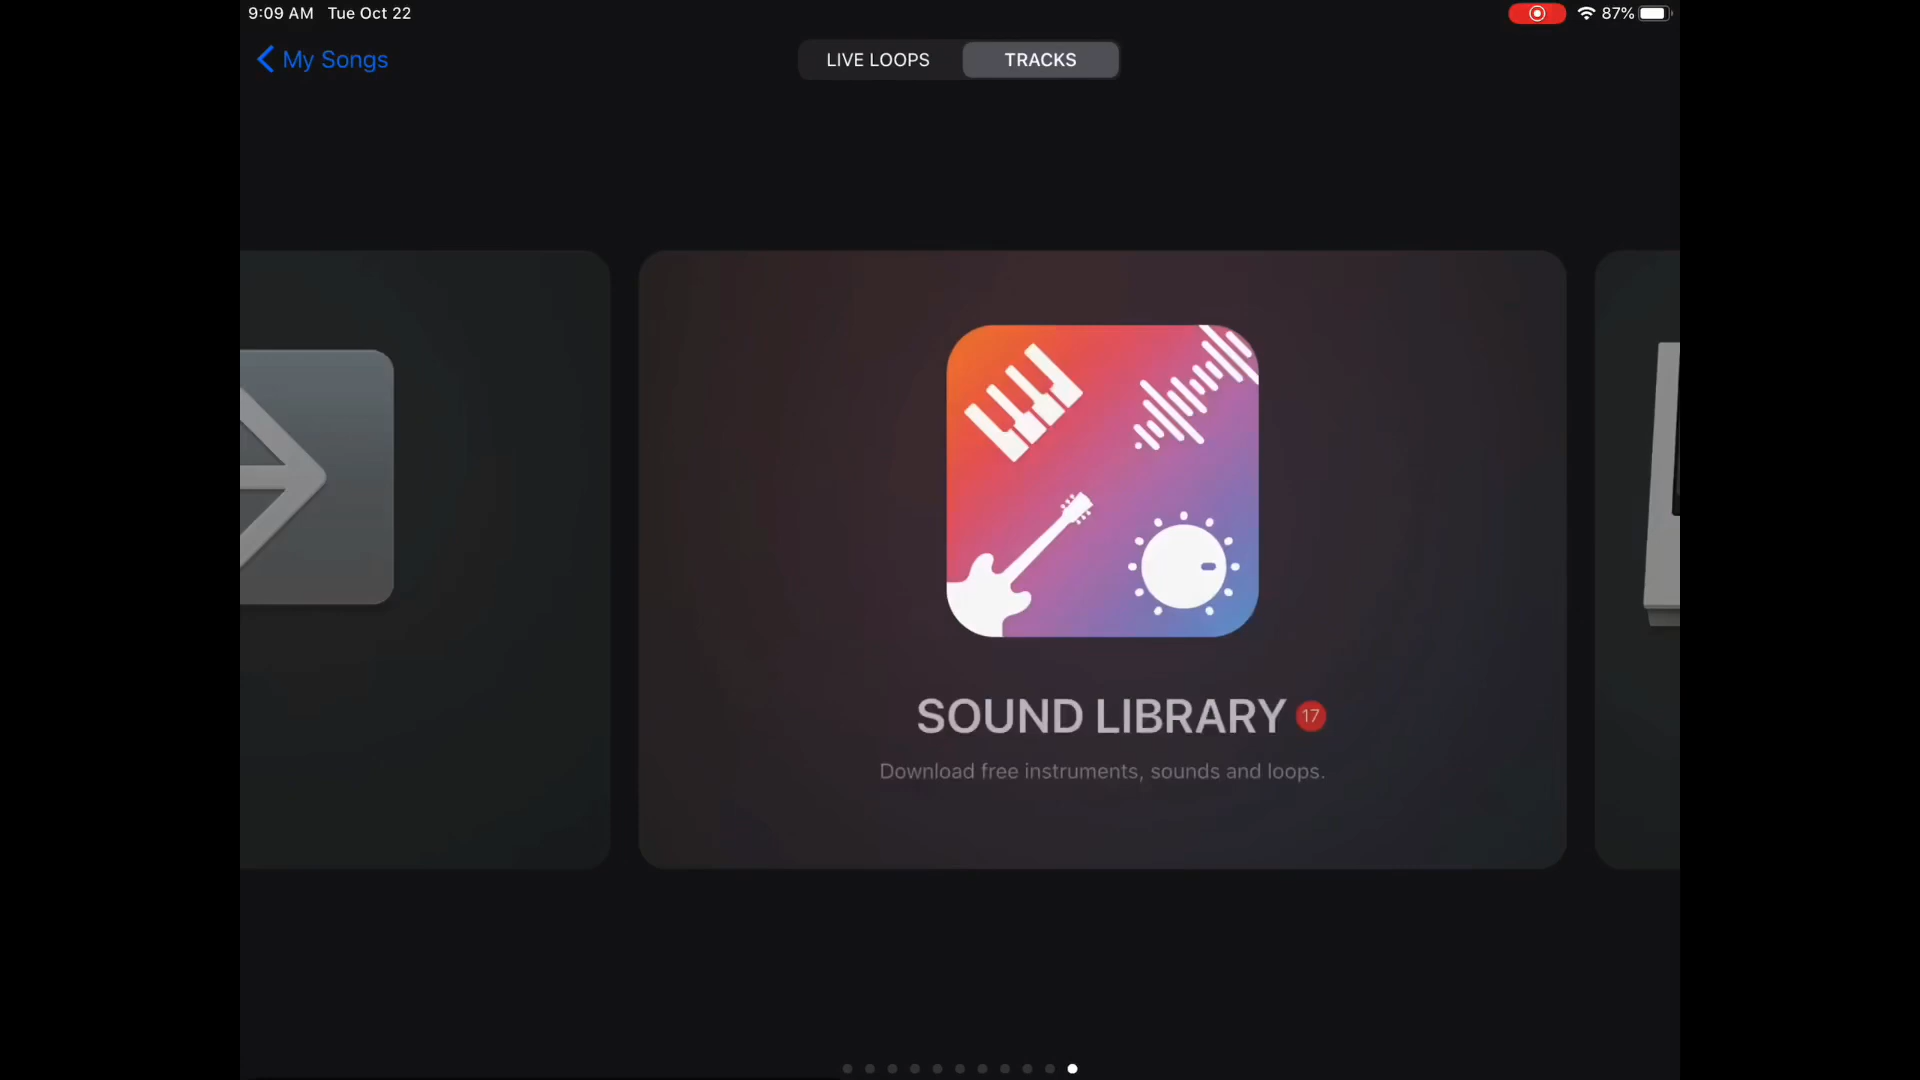 9:09 AM Tue Oct 22
87%
My Songs
LIVE LOOPS
TRACKS
SOUND LIBRARY 17
Download free instruments, sounds and loops.